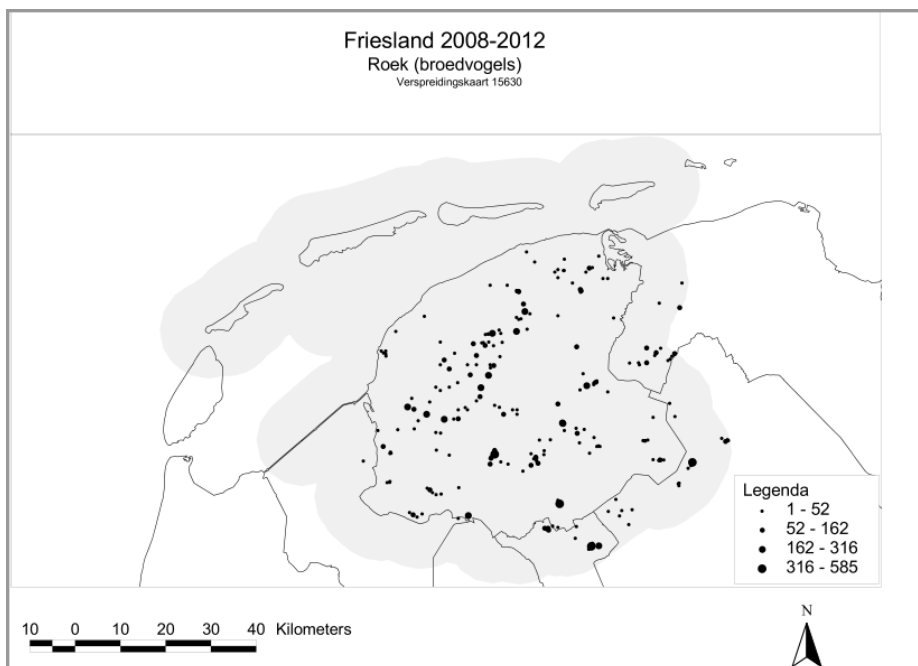 Friesland 2008-2012
Roek (broedvogels)
Verspreidingskaart 15630
Legenda
1 - 52
52 - 162
162 - 316
316 - 585
10 0 10 20 30 40 Kilometers
N